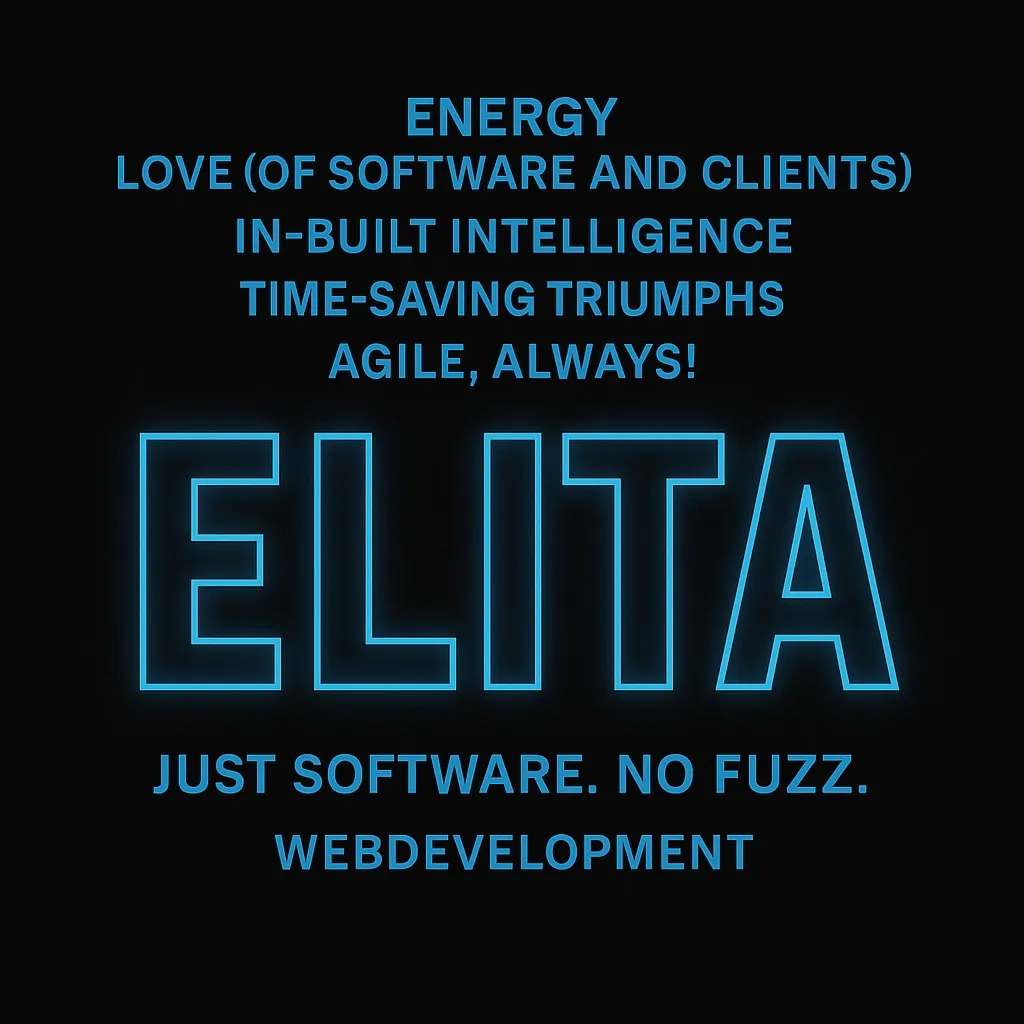 ENERGY
LOVE (OF SOFTWARE AND CLIENTS)
IN-BUILT INTELLIGENCE
TIME-SAVING TRIUMPHS
AGILE, ALWAYS!
ELITA
JUST SOFTWARE. NO FUZZ.
WEBDEVELOPMENT